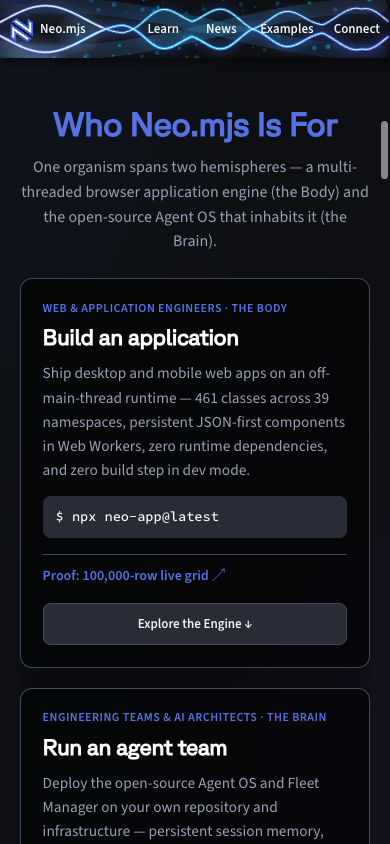 Neo.mjs Learn News Examples Connect
Who Neo.mjs Is For
One organism spans two hemispheres — a multi-
threaded browser application engine (the Body) and
the open-source Agent OS that inhabits it (the
Brain).
WEB & APPLICATION ENGINEERS · THE BODY
Build an application
Ship desktop and mobile web apps on an off-
main-thread runtime — 461 classes across 39
namespaces, persistent JSON-first components
in Web Workers, zero runtime dependencies,
and zero build step in dev mode.
$ npx neo-app@latest
Proof: 100,000-row live grid ↗
Explore the Engine ↓
ENGINEERING TEAMS & AI ARCHITECTS · THE BRAIN
Run an agent team
Deploy the open-source Agent OS and Fleet
Manager on your own repository and
infrastructure — persistent session memory,